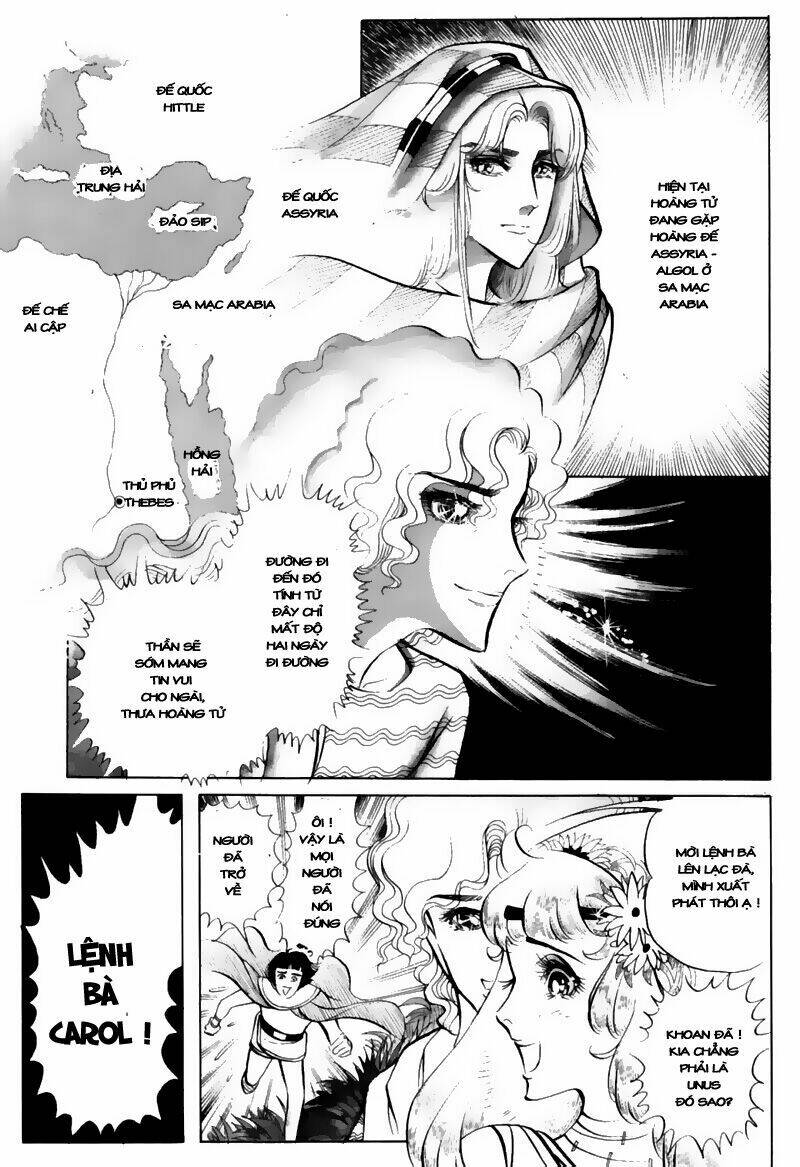 ĐẾ QUỐC
HITTLE
ĐỊA
TRUNG HẢI
ĐẢO SIP
ĐẾ QUỐC
ASSYRIA
ĐẾ CHẾ
AI CẬP
SA MẠC ARABIA
HỒNG
HẢI
THỦ PHỦ
THEBES
HIỆN TẠI
HOÀNG TỬ
ĐANG GẶP
HOÀNG ĐẾ
ASSYRIA -
ALGOL Ở
SA MẠC
ARABIA
ĐƯỜNG ĐI
ĐẾN ĐÓ
TÍNH TỪ
ĐÂY CHỈ
MẤT ĐỘ
HAI NGÀY
ĐI ĐƯỜNG
THẦN SẼ
SỚM MANG
TIN VUI
CHO NGÀI,
THƯA HOÀNG TỬ
LỆNH
BÀ
CAROL !
NGƯỜI
ĐÃ
TRỞ
VỀ
ÔI !
VẬY LÀ
MỌI
NGƯỜI
ĐÃ
NÓI
ĐÚNG
MỜI LỆNH BÀ
LÊN LẠC ĐÀ,
MÌNH XUẤT
PHÁT THÔI Ạ !
KHOAN ĐÃ !
KIA CHẲNG
PHẢI LÀ
UNUS
ĐÓ SAO?